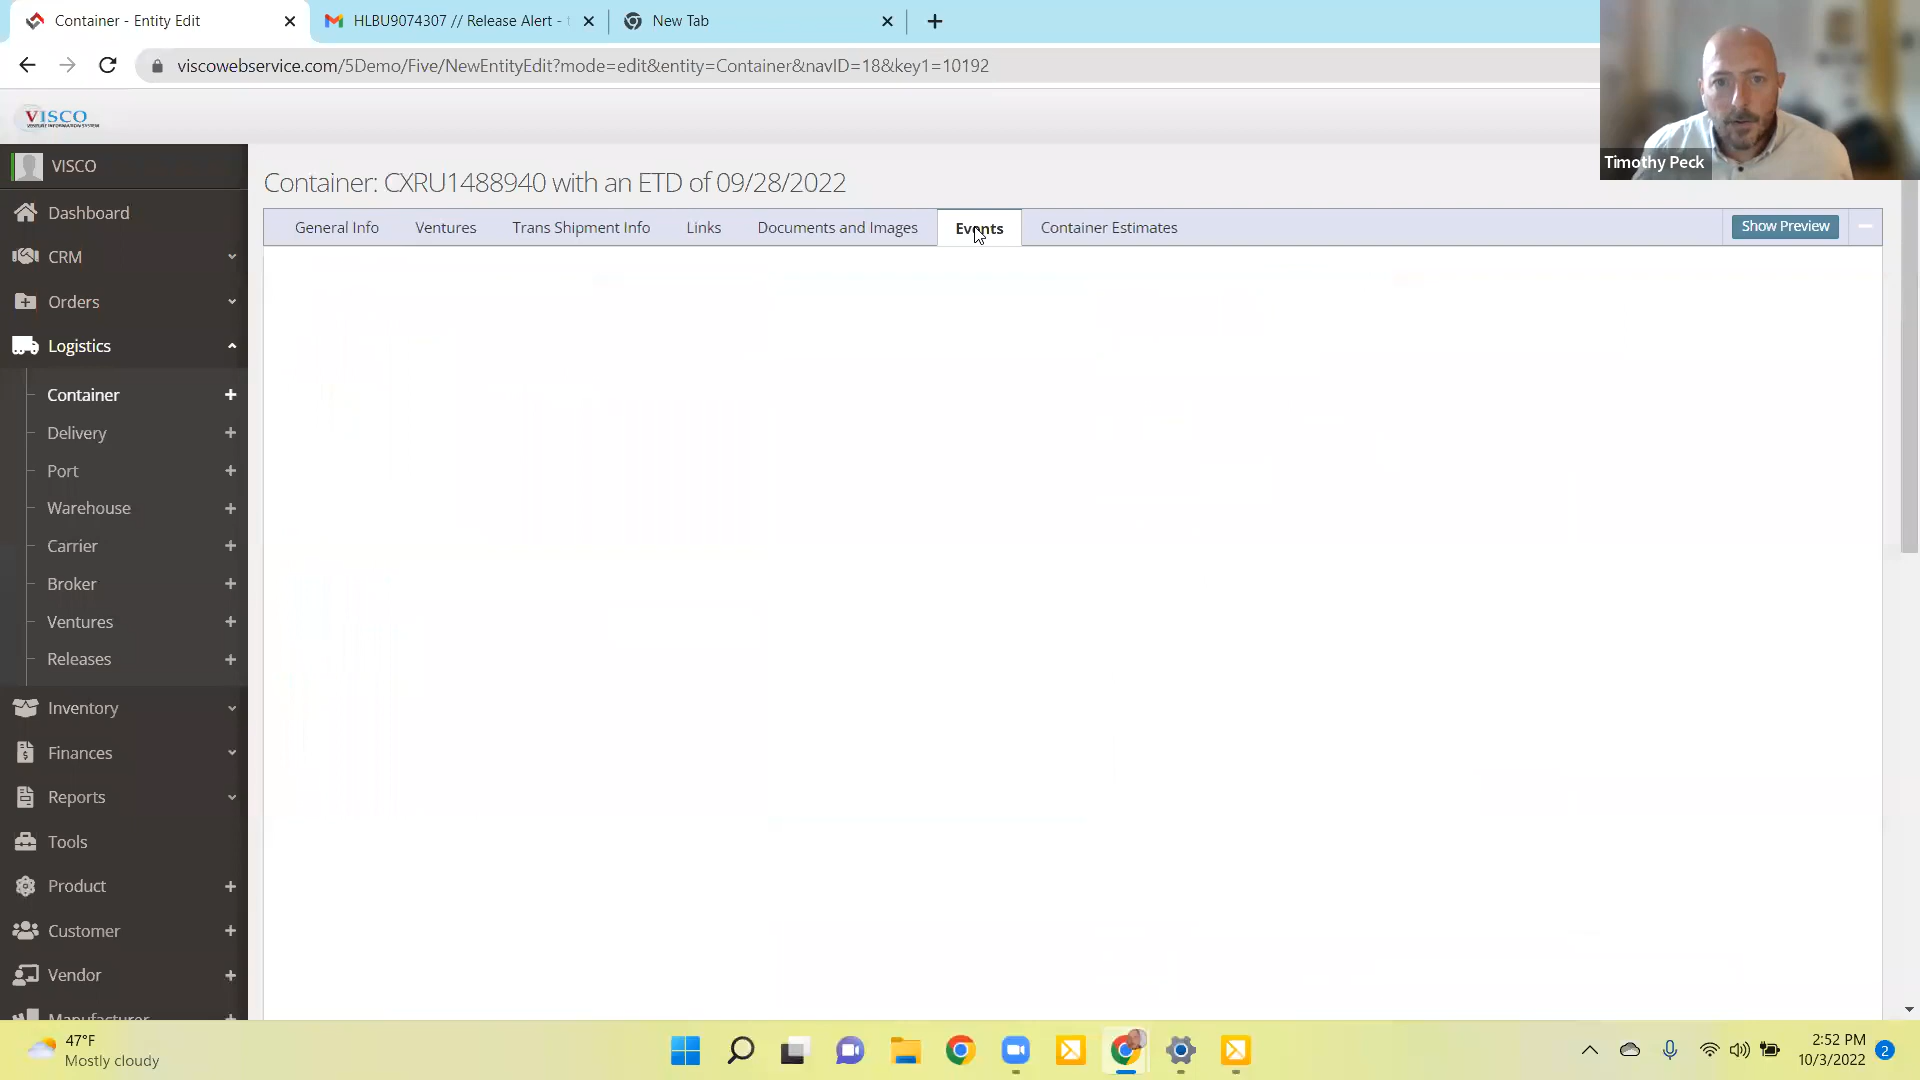 Container - Entity Edit
HLBU9074307 // Release Alert -
New Tab
viscowebservice.com/5Demo/Five/NewEntityEdit?mode=edit&entity=Container&navID=18&key1=10192
VISCO
Timothy Peck
VISCO
Container: CXRU1488940 with an ETD of 09/28/2022
General Info
Ventures
Trans Shipment Info
Links
Documents and Images
Events
Container Estimates
Show Preview
Dashboard
CRM
Orders
Logistics
Container
Delivery
Port
Warehouse
Carrier
Broker
Ventures
Releases
Inventory
Finances
Reports
Tools
Product
Customer
Vendor
Manufacturer
47°F
Mostly cloudy
2:52 PM
10/3/2022
2